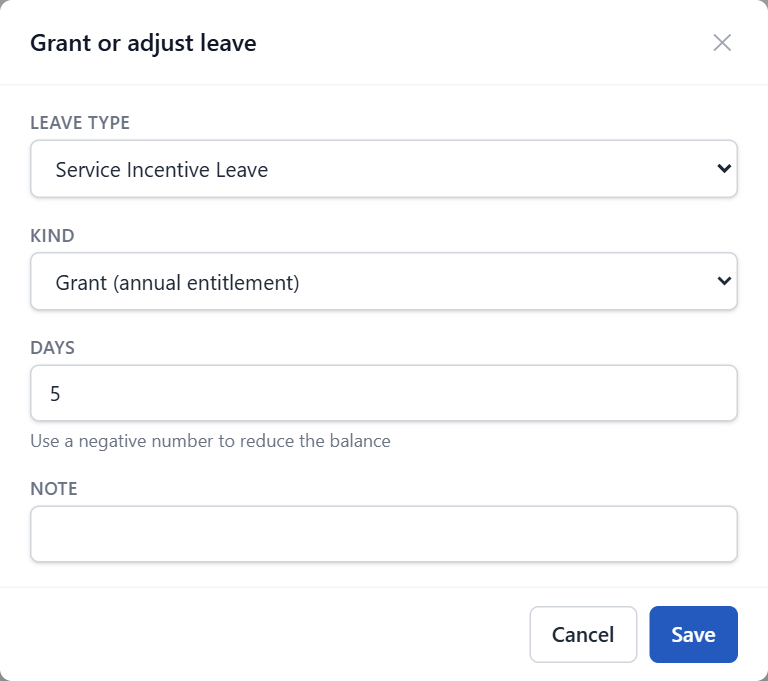 Grant or adjust leave
LEAVE TYPE
Service Incentive Leave
KIND
Grant (annual entitlement)
DAYS
5
Use a negative number to reduce the balance
NOTE
Cancel
Save